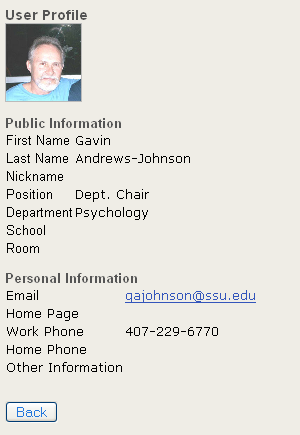 User Profile
Public Information
First Name Gavin
Last Name Andrews-Johnson
Nickname
Position Dept. Chair
Department Psychology
School
Room
Personal Information
Email gajohnson@ssu.edu
Home Page
Work Phone 407-229-6770
Home Phone
Other Information
Back